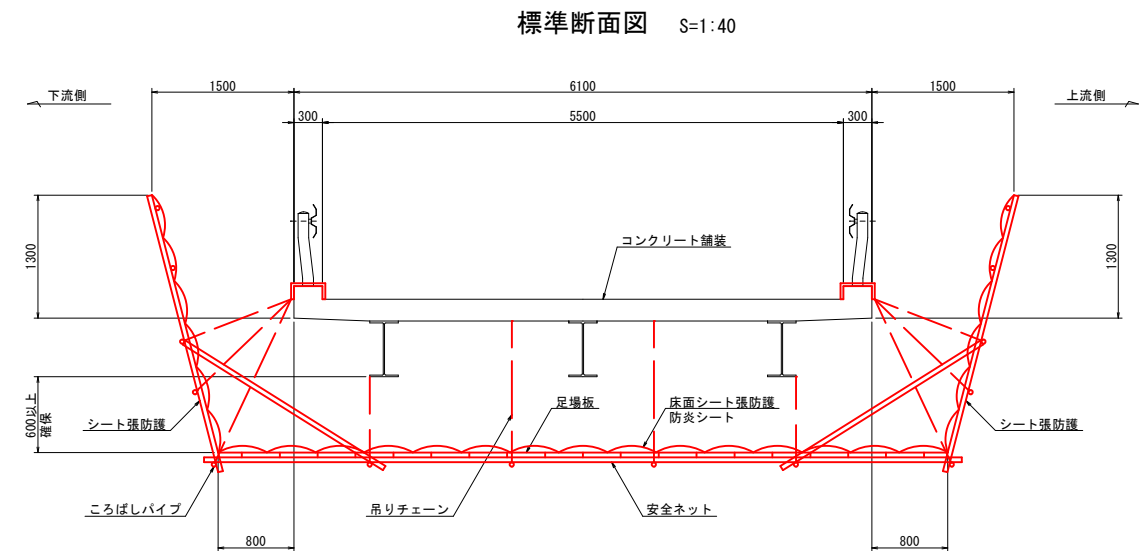 標準断面図 S=1:40
1500 6100 1500
下流側 上流側
300 5500 300
コンクリート舗装
1300 1300
600以上
確保
足場板 床面シート張防護
防炎シート
シート張防護 シート張防護
ころばしパイプ 吊りチェーン 安全ネット
800 800